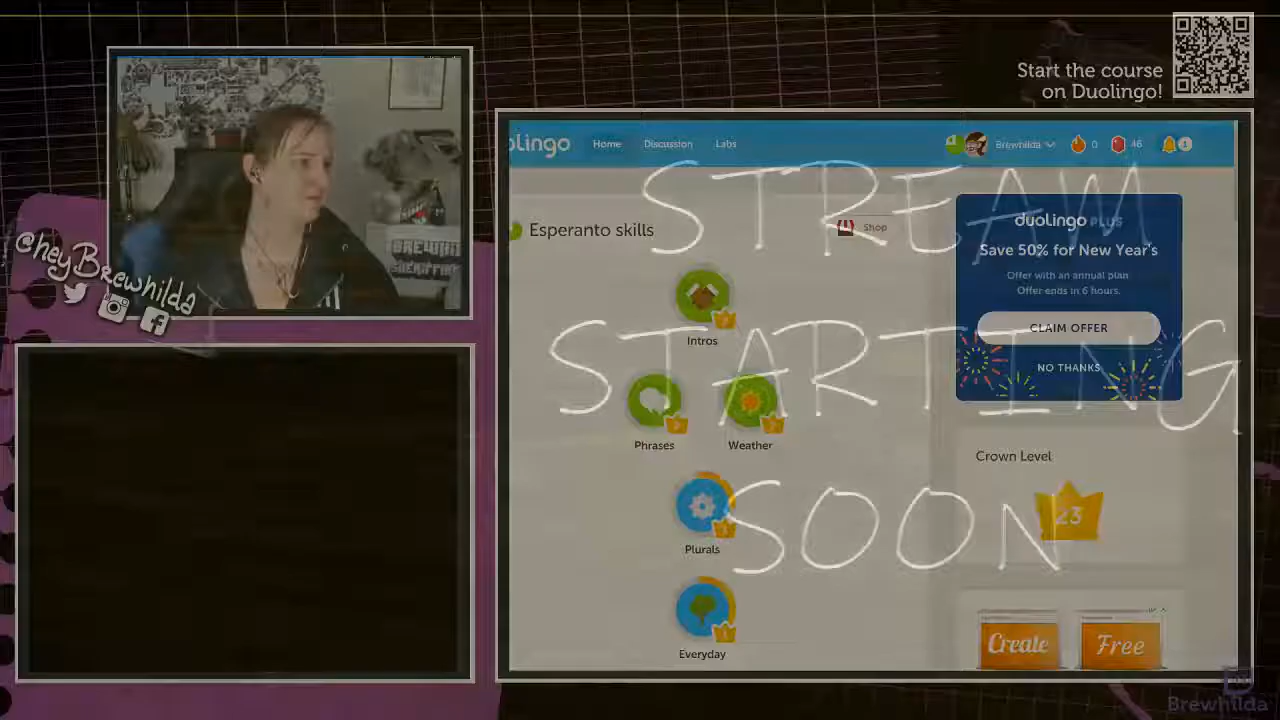 Start the course
on Duolingo!
olingo
Home
Discussion
Labs
Brewhilda
0
46
1
STREAM
STARTING
SOON
Esperanto skills
Shop
Intros
Phrases
Weather
Plurals
Everyday
duolingo PLUS
Save 50% for New Year's
Offer with an annual plan.
Offer ends in 6 hours.
CLAIM OFFER
NO THANKS
Crown Level
23
Create
Free
@heyBrewhilda
Brewhilda